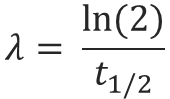 λ = ln(2) / t₁/₂